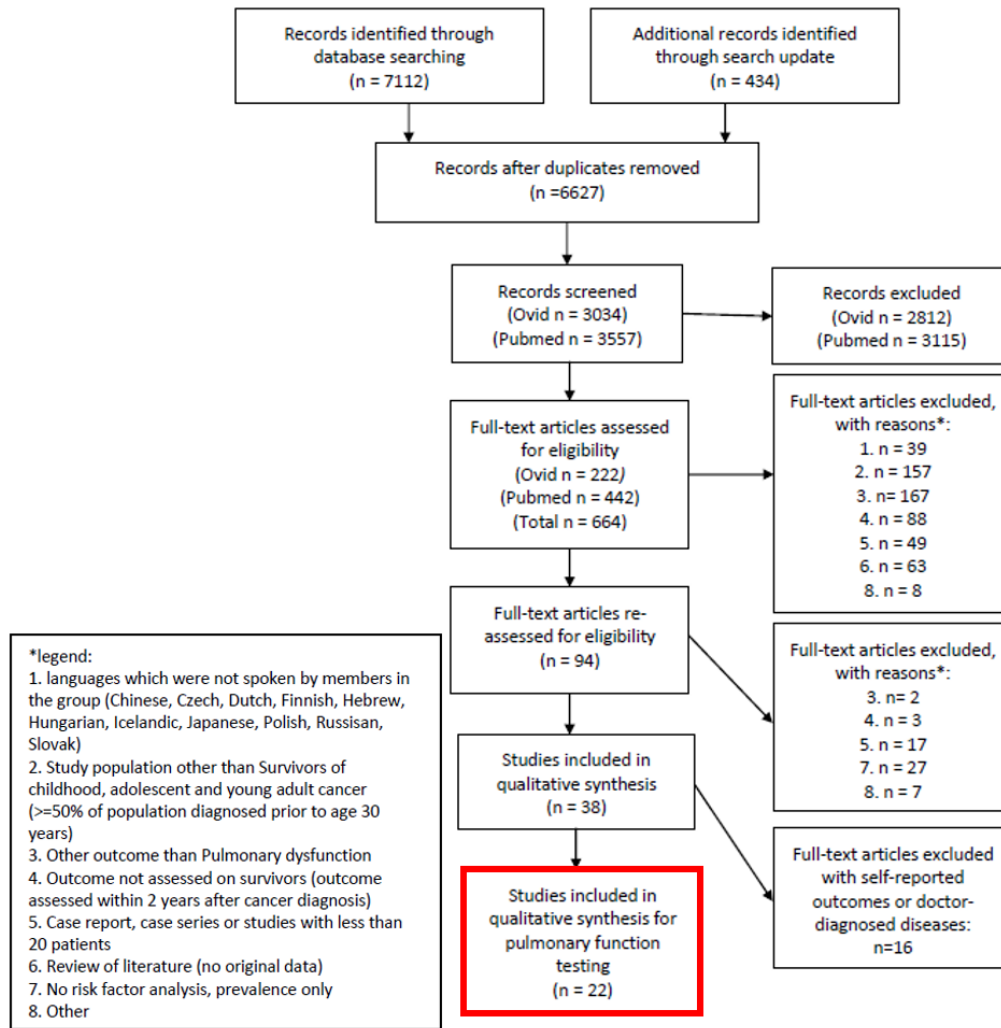 Records identified through
database searching
(n = 7112)
Additional records identified
through search update
(n = 434)
Records after duplicates removed
(n =6627)
Records screened
(Ovid n = 3034)
(Pubmed n = 3557)
Records excluded
(Ovid n = 2812)
(Pubmed n = 3115)
Full-text articles assessed
for eligibility
(Ovid n = 222)
(Pubmed n = 442)
(Total n = 664)
Full-text articles excluded,
with reasons*:
1. n = 39
2. n = 157
3. n= 167
4. n = 88
5. n = 49
6. n = 63
8. n = 8
Full-text articles re-
assessed for eligibility
(n = 94)
Full-text articles excluded,
with reasons*:
3. n= 2
4. n = 3
5. n = 17
7. n = 27
8. n = 7
Studies included in
qualitative synthesis
(n = 38)
Full-text articles excluded
with self-reported
outcomes or doctor-
diagnosed diseases:
n=16
Studies included in
qualitative synthesis for
pulmonary function
testing
(n = 22)
*legend:
1. languages which were not spoken by members in
the group (Chinese, Czech, Dutch, Finnish, Hebrew,
Hungarian, Icelandic, Japanese, Polish, Russisan,
Slovak)
2. Study population other than Survivors of
childhood, adolescent and young adult cancer
(>=50% of population diagnosed prior to age 30
years)
3. Other outcome than Pulmonary dysfunction
4. Outcome not assessed on survivors (outcome
assessed within 2 years after cancer diagnosis)
5. Case report, case series or studies with less than
20 patients
6. Review of literature (no original data)
7. No risk factor analysis, prevalence only
8. Other